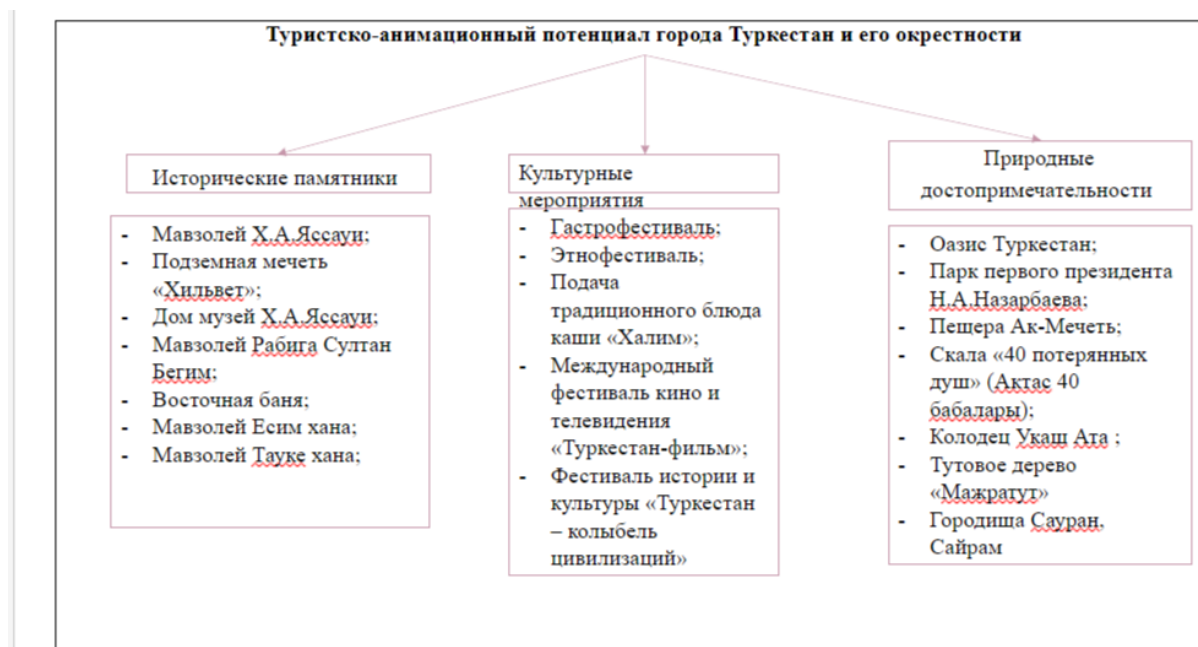 Туристско-анимационный потенциал города Туркестан и его окрестности
Исторические памятники
- Мавзолей Х.А.Яссауи;
- Подземная мечеть
«Хильвет»;
- Дом музей Х.А.Яссауи;
- Мавзолей Рабига Султан
Бегим;
- Восточная баня;
- Мавзолей Есим хана;
- Мавзолей Тауке хана;
Культурные
мероприятия
- Гастрофестиваль;
- Этнофестиваль;
- Подача
традиционного блюда
каши «Халим»;
- Международный
фестиваль кино и
телевидения
«Туркестан-фильм»;
- Фестиваль истории и
культуры «Туркестан
– колыбель
цивилизаций»
Природные
достопримечательности
- Оазис Туркестан;
- Парк первого президента
Н.А.Назарбаева;
- Пещера Ак-Мечеть;
- Скала «40 потерянных
душ» (Ақтас 40
бабалары);
- Колодец Укаш Ата ;
- Тутовое дерево
«Мажратут»
- Городища Сауран,
Сайрам